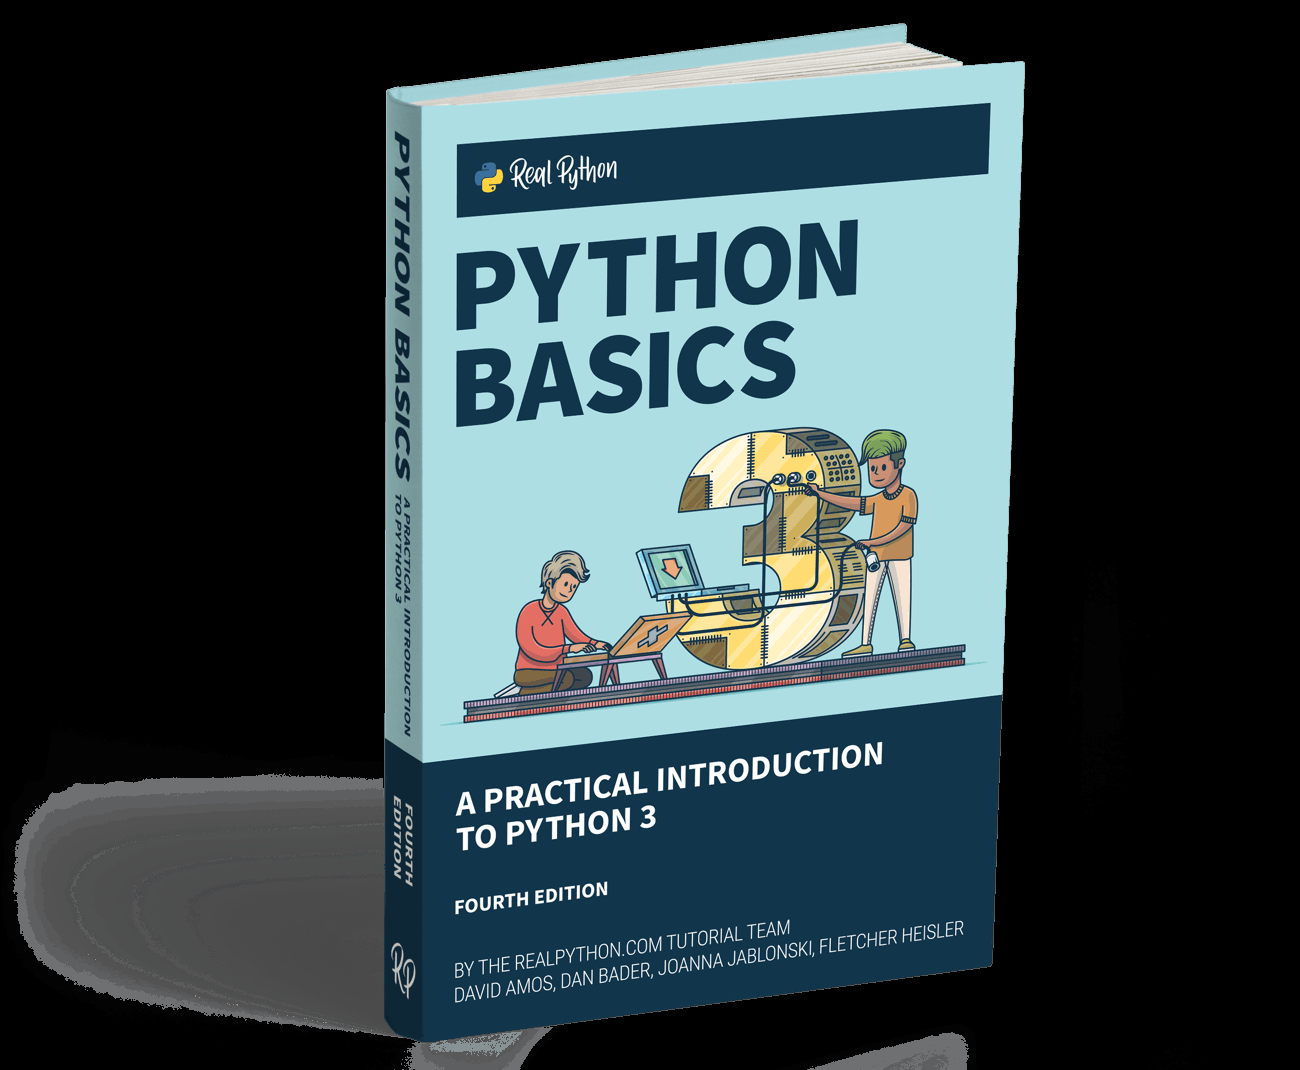 Real Python
PYTHON
BASICS
A PRACTICAL INTRODUCTION
TO PYTHON 3
FOURTH EDITION
BY THE REALPYTHON.COM TUTORIAL TEAM
DAVID AMOS, DAN BADER, JOANNA JABLONSKI, FLETCHER HEISLER
PYTHON BASICS
A PRACTICAL INTRODUCTION
TO PYTHON 3
FOURTH
EDITION
RP